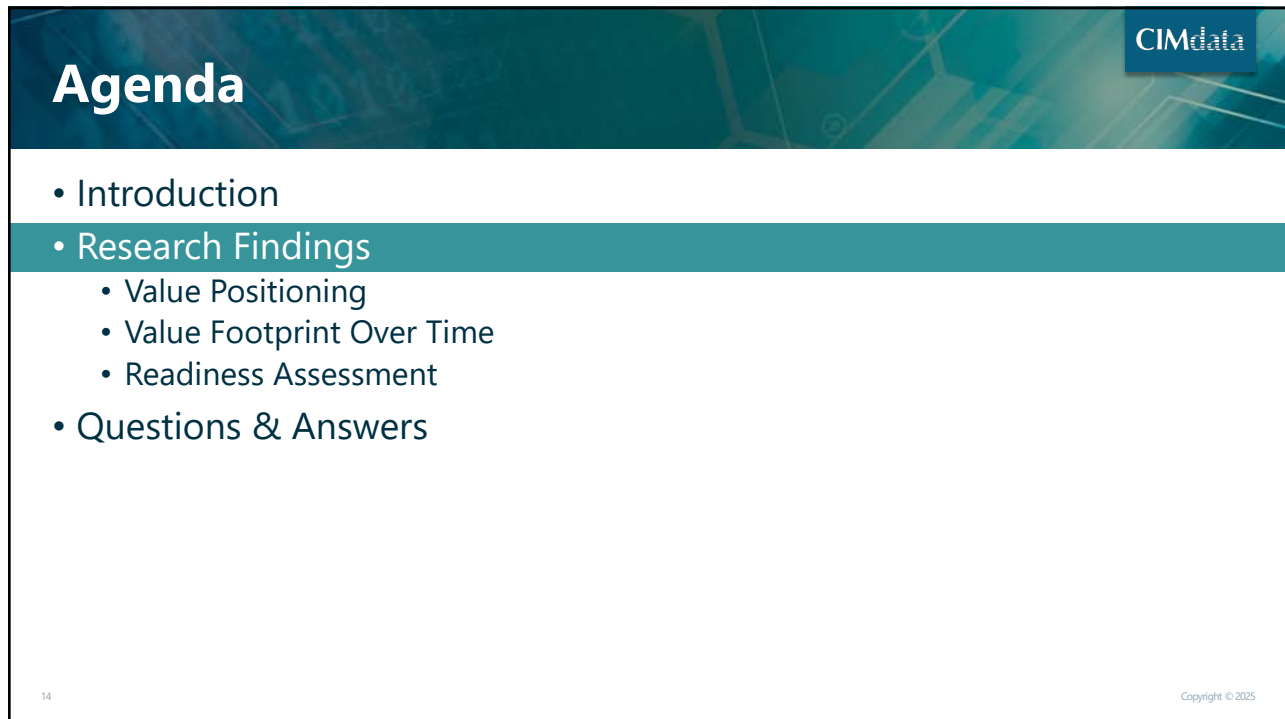 CIMdata
Agenda
• Introduction
• Research Findings
• Value Positioning
• Value Footprint Over Time
• Readiness Assessment
• Questions & Answers
14
Copyright © 2025